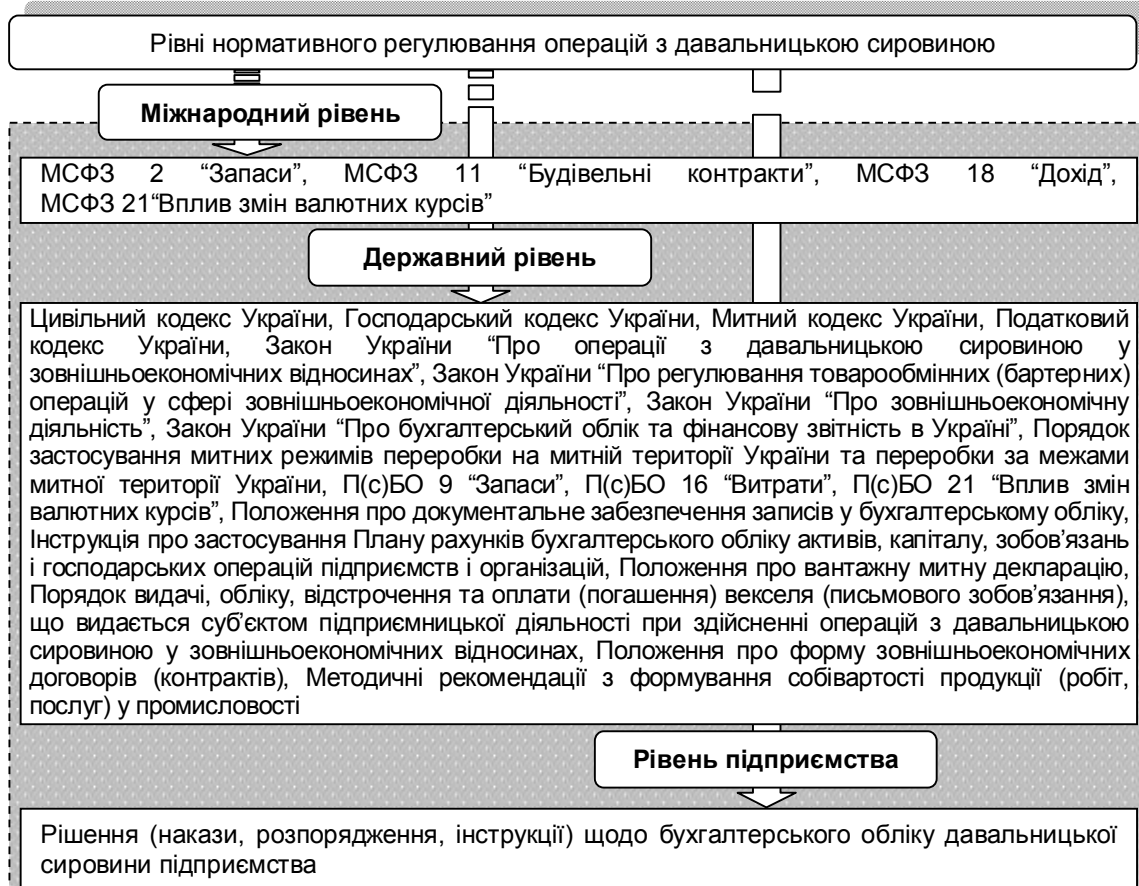 Рівні нормативного регулювання операцій з давальницькою сировиною
Міжнародний рівень
МСФЗ 2 “Запаси”, МСФЗ 11 “Будівельні контракти”, МСФЗ 18 “Дохід”,
МСФЗ 21“Вплив змін валютних курсів”
Державний рівень
Цивільний кодекс України, Господарський кодекс України, Митний кодекс України, Податковий
кодекс України, Закон України “Про операції з давальницькою сировиною у
зовнішньоекономічних відносинах”, Закон України “Про регулювання товарообмінних (бартерних)
операцій у сфері зовнішньоекономічної діяльності”, Закон України “Про зовнішньоекономічну
діяльність”, Закон України “Про бухгалтерський облік та фінансову звітність в Україні”, Порядок
застосування митних режимів переробки на митній території України та переробки за межами
митної території України, П(с)БО 9 “Запаси”, П(с)БО 16 “Витрати”, П(с)БО 21 “Вплив змін
валютних курсів”, Положення про документальне забезпечення записів у бухгалтерському обліку,
Інструкція про застосування Плану рахунків бухгалтерського обліку активів, капіталу, зобов’язань
і господарських операцій підприємств і організацій, Положення про вантажну митну декларацію,
Порядок видачі, обліку, відстрочення та оплати (погашення) векселя (письмового зобов’язання),
що видається суб’єктом підприємницької діяльності при здійсненні операцій з давальницькою
сировиною у зовнішньоекономічних відносинах, Положення про форму зовнішньоекономічних
договорів (контрактів), Методичні рекомендації з формування собівартості продукції (робіт,
послуг) у промисловості
Рівень підприємства
Рішення (накази, розпорядження, інструкції) щодо бухгалтерського обліку давальницької
сировини підприємства